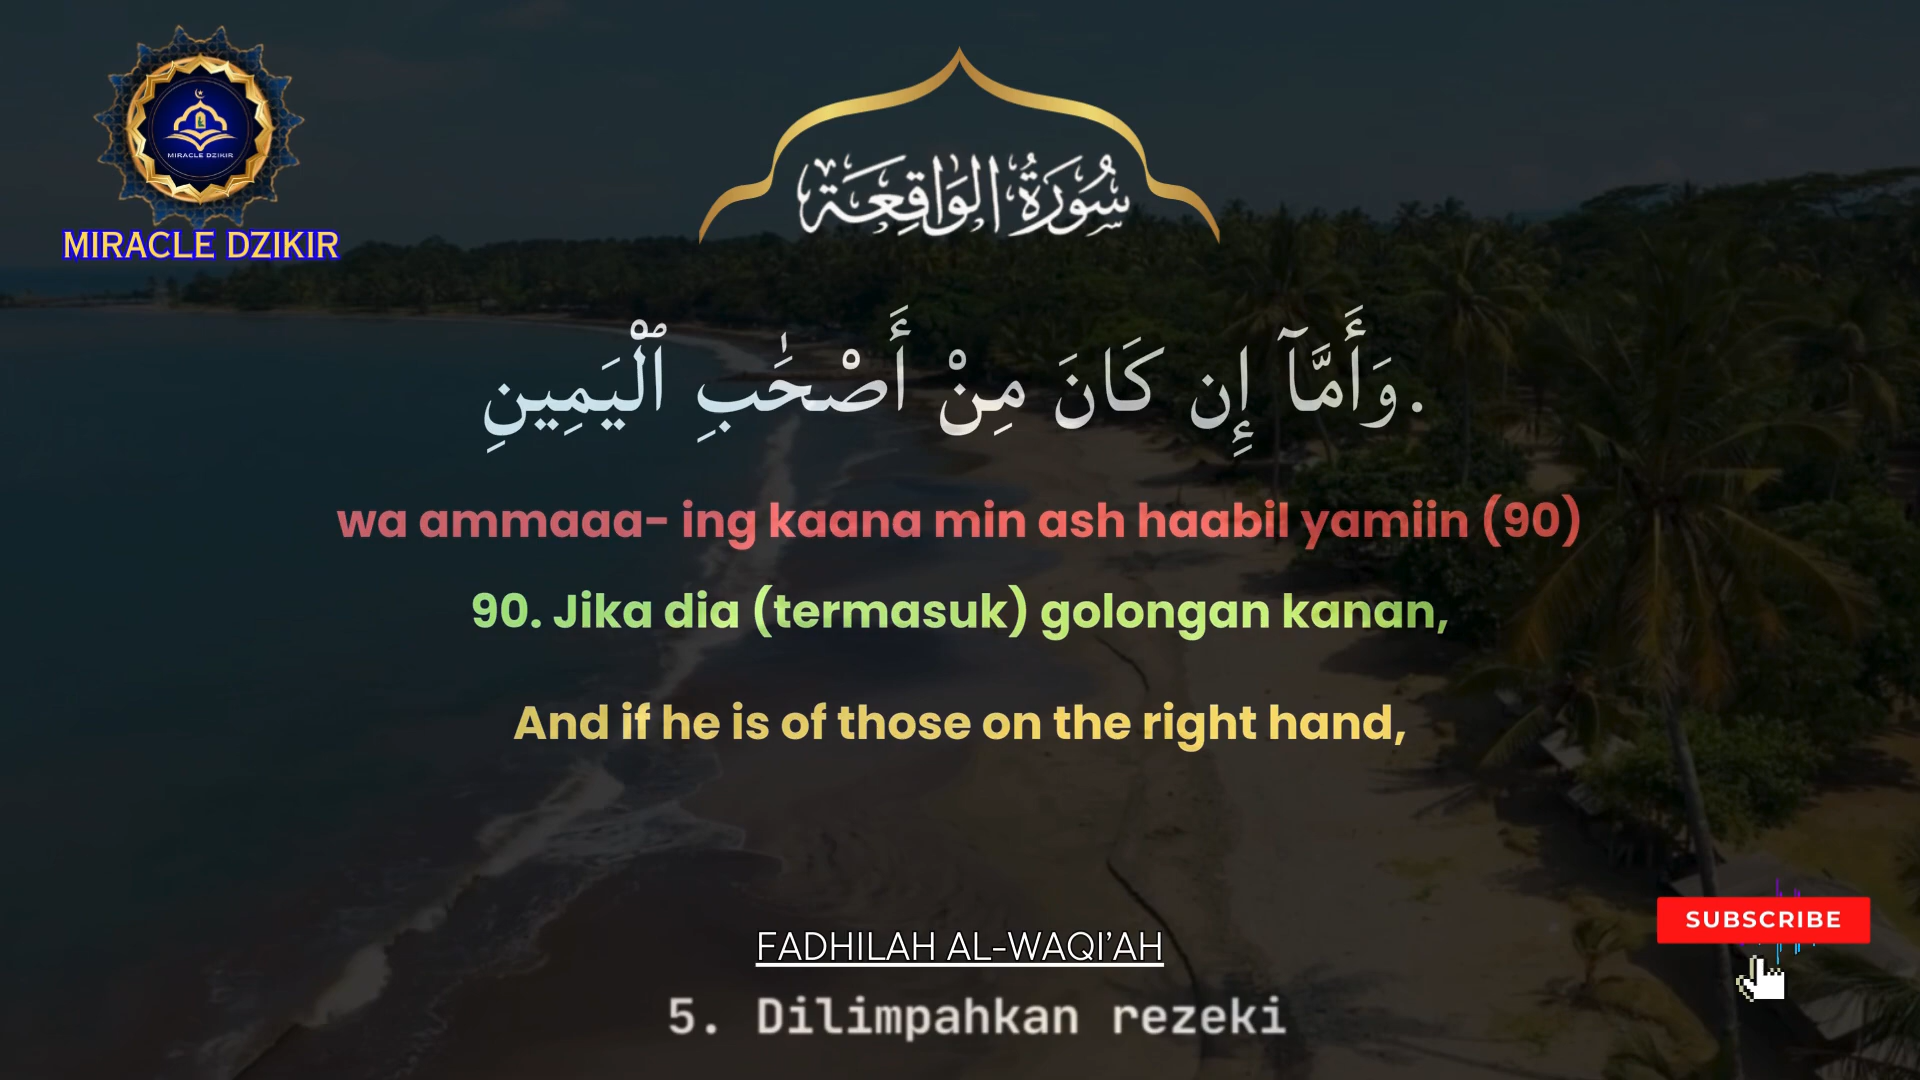 MIRACLE DZIKIR
MIRACLE DZIKIR
سُورَةُ الوَاقِعَة
وَأَمَّآ إِن كَانَ مِنْ أَصْحَٰبِ ٱلْيَمِينِ.
wa ammaaa- ing kaana min ash haabil yamiin (90)
90. Jika dia (termasuk) golongan kanan,
And if he is of those on the right hand,
SUBSCRIBE
FADHILAH AL-WAQI'AH
5. Dilimpahkan rezeki